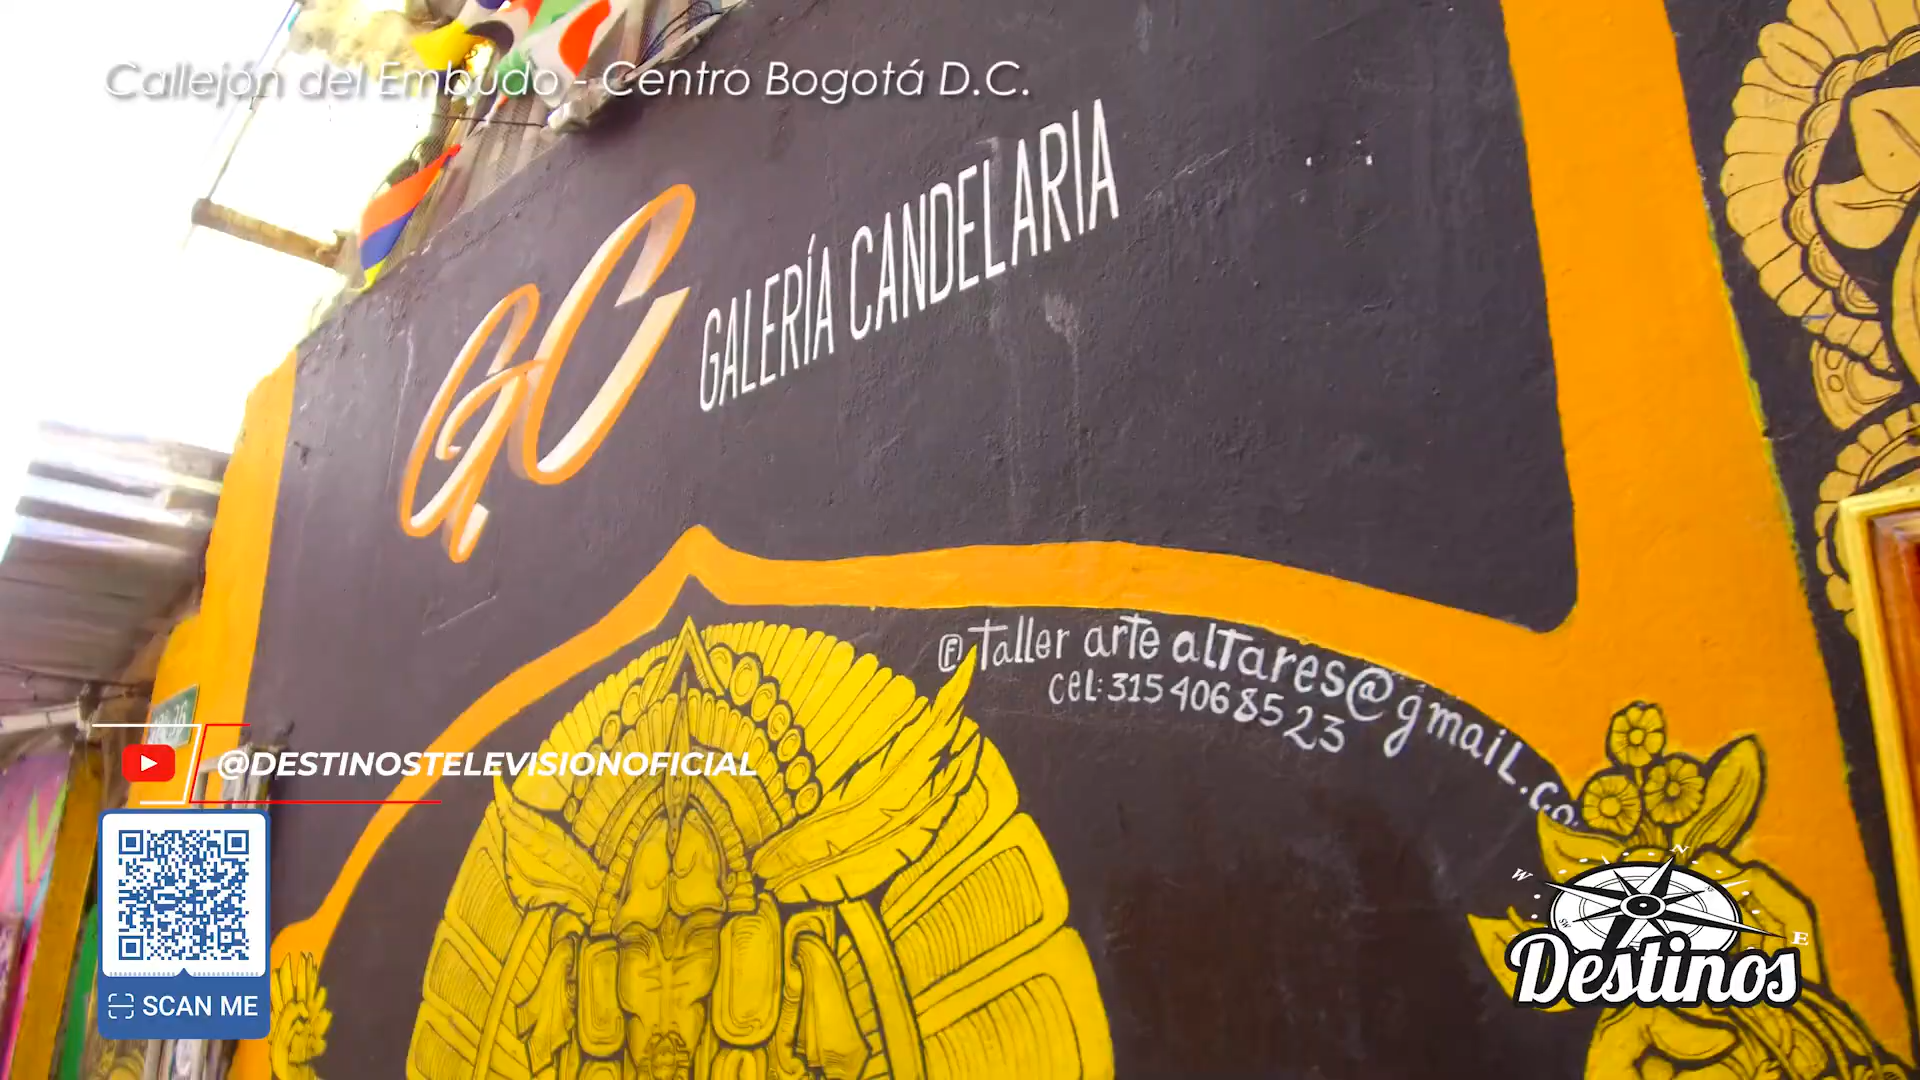 Callejón del Embudo - Centro Bogotá D.C.
GC
GALERÍA CANDELARIA
Taller arte altares@gmail.co
cel: 315 406 85 23
@DESTINOSTELEVISIONOFICIAL
SCAN ME
N
W
E
Destinos